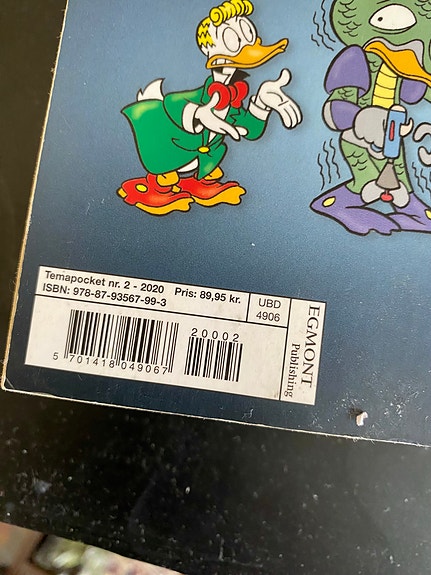 Temapocket nr. 2 - 2020 Pris: 89,95 kr.
ISBN: 978-87-93567-99-3
UBD
4906
EGMONT
Publishing
20002
5 701418 049067